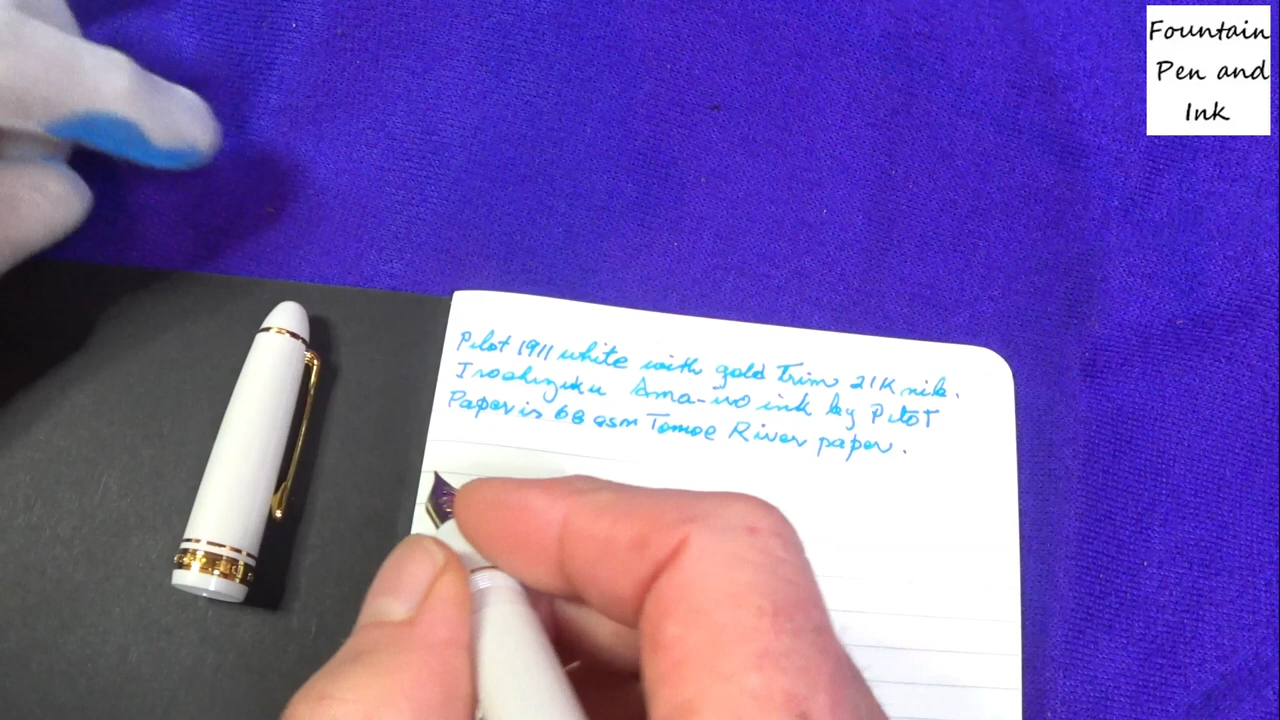 Fountain
Pen and
Ink
Pilot 1911 white with gold Trim 21K nib.
Iroshizuku Ama-iro ink by Pilot
Paper is 68 gsm Tomoe River paper.